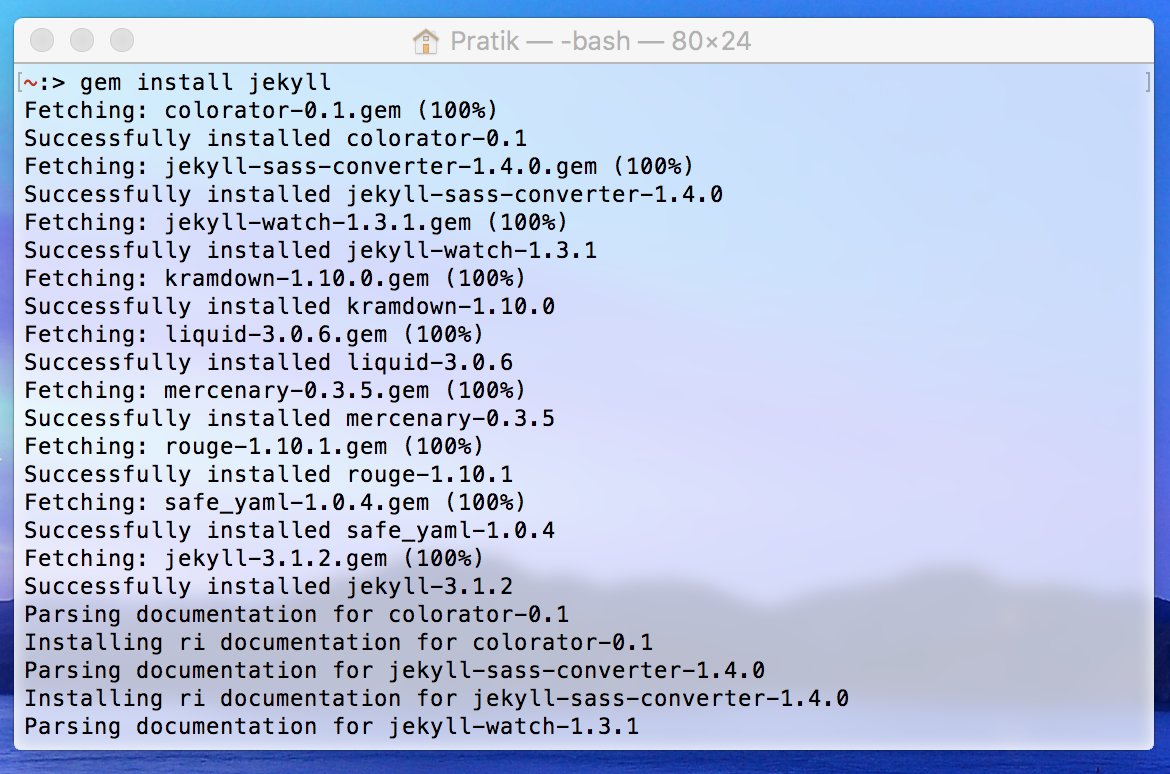 Pratik — -bash — 80×24
[~:> gem install jekyll ]
Fetching: colorator-0.1.gem (100%)
Successfully installed colorator-0.1
Fetching: jekyll-sass-converter-1.4.0.gem (100%)
Successfully installed jekyll-sass-converter-1.4.0
Fetching: jekyll-watch-1.3.1.gem (100%)
Successfully installed jekyll-watch-1.3.1
Fetching: kramdown-1.10.0.gem (100%)
Successfully installed kramdown-1.10.0
Fetching: liquid-3.0.6.gem (100%)
Successfully installed liquid-3.0.6
Fetching: mercenary-0.3.5.gem (100%)
Successfully installed mercenary-0.3.5
Fetching: rouge-1.10.1.gem (100%)
Successfully installed rouge-1.10.1
Fetching: safe_yaml-1.0.4.gem (100%)
Successfully installed safe_yaml-1.0.4
Fetching: jekyll-3.1.2.gem (100%)
Successfully installed jekyll-3.1.2
Parsing documentation for colorator-0.1
Installing ri documentation for colorator-0.1
Parsing documentation for jekyll-sass-converter-1.4.0
Installing ri documentation for jekyll-sass-converter-1.4.0
Parsing documentation for jekyll-watch-1.3.1